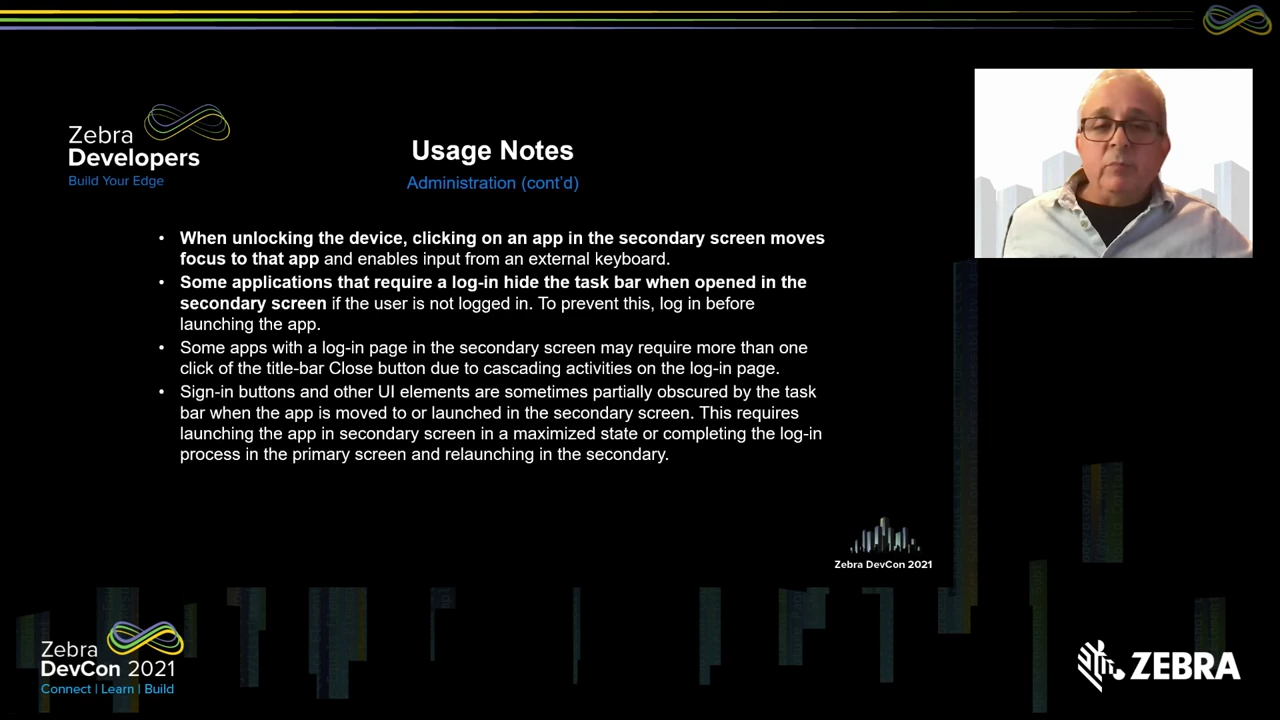 Zebra
Developers
Build Your Edge
Usage Notes
Administration (cont'd)
• When unlocking the device, clicking on an app in the secondary screen moves
focus to that app and enables input from an external keyboard.
• Some applications that require a log-in hide the task bar when opened in the
secondary screen if the user is not logged in. To prevent this, log in before
launching the app.
• Some apps with a log-in page in the secondary screen may require more than one
click of the title-bar Close button due to cascading activities on the log-in page.
• Sign-in buttons and other UI elements are sometimes partially obscured by the task
bar when the app is moved to or launched in the secondary screen. This requires
launching the app in secondary screen in a maximized state or completing the log-in
process in the primary screen and relaunching in the secondary.
Zebra DevCon 2021
Zebra
DevCon 2021
Connect | Learn | Build
ZEBRA